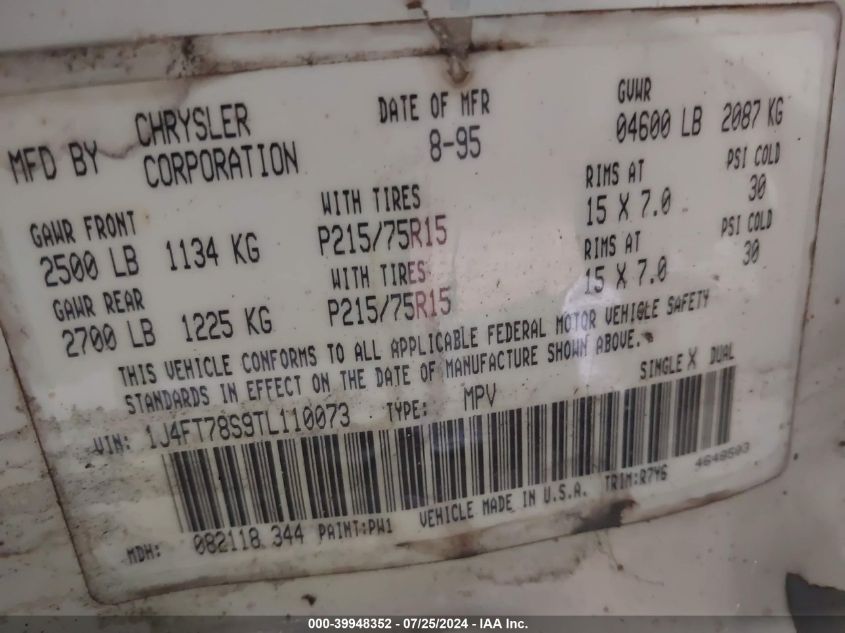 MFD BY CHRYSLER CORPORATION
DATE OF MFR 8-95
GVWR 04600 LB 2087 KG
GAWR FRONT 2500 LB 1134 KG
WITH TIRES P215/75R15
RIMS AT 15 X 7.0
PSI COLD 30
GAWR REAR 2700 LB 1225 KG
WITH TIRES P215/75R15
RIMS AT 15 X 7.0
PSI COLD 30
THIS VEHICLE CONFORMS TO ALL APPLICABLE FEDERAL MOTOR VEHICLE SAFETY
STANDARDS IN EFFECT ON THE DATE OF MANUFACTURE SHOWN ABOVE.
VIN: 1J4FT78S9TL110073 TYPE: MPV SINGLE X DUAL
MDH: 082118 344 PAINT:PW1 VEHICLE MADE IN U.S.A. TRIM:R7Y6 4648503
000-39948352 - 07/25/2024 - IAA Inc.